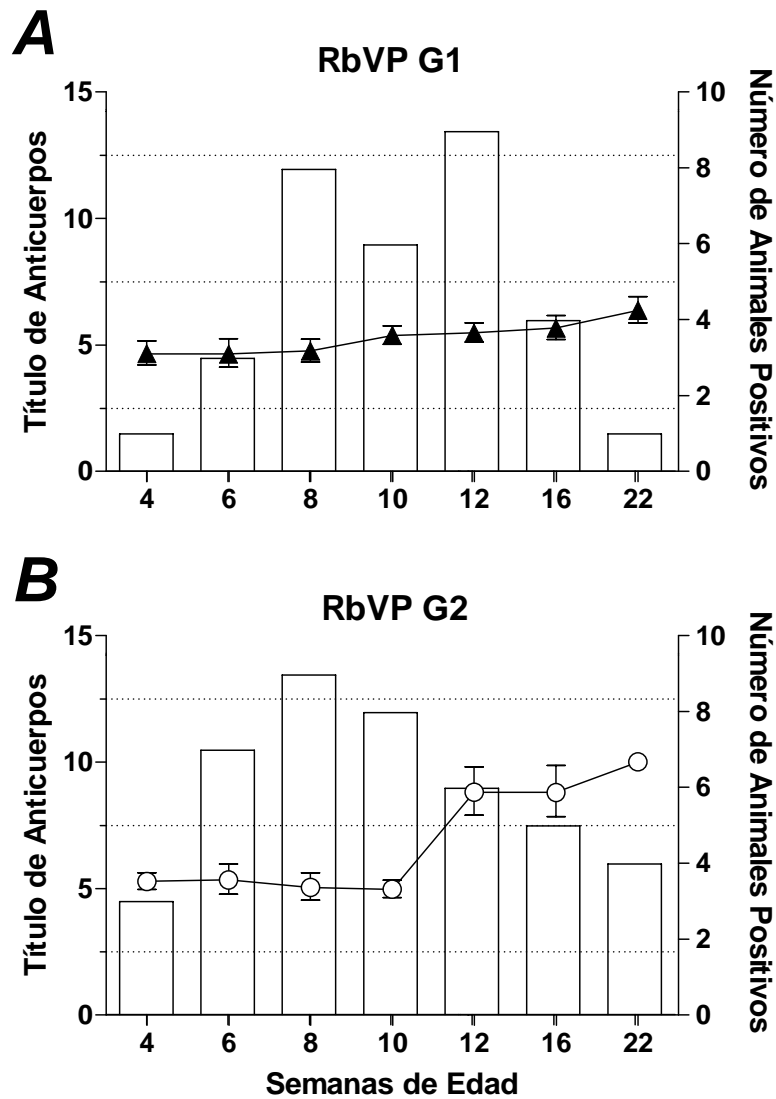 A
RbVP G1
Título de Anticuerpos
15
10
5
0
10
8
6
4
2
0
Número de Animales Positivos
4 6 8 10 12 16 22
B
RbVP G2
Título de Anticuerpos
15
10
5
0
10
8
6
4
2
0
Número de Animales Positivos
4 6 8 10 12 16 22
Semanas de Edad